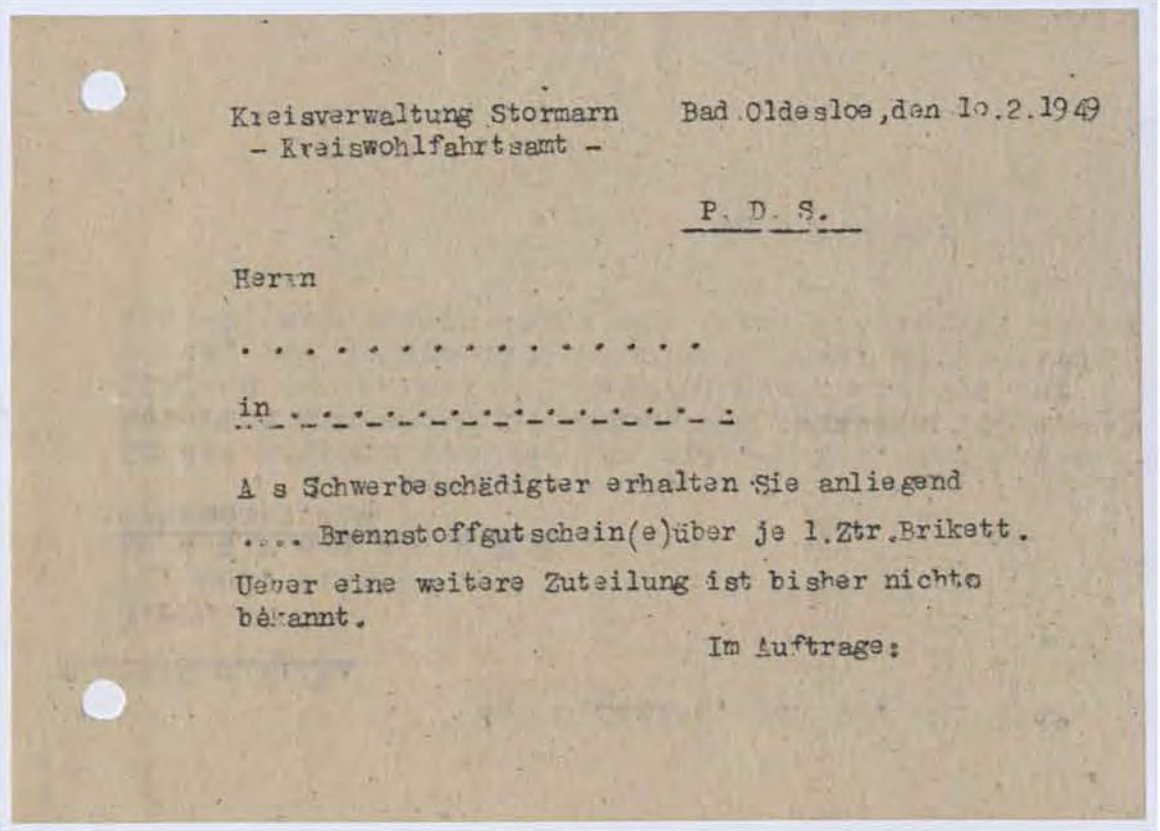 Kreisverwaltung Stormarn Bad Oldesloe,den 10.2.1949
- Kreiswohlfahrtsamt -
P. D. S.
Herrn
. . . . . . . . . . . . . . .
in . . . . . . . . . . . . . .
A s Schwerbeschädigter erhalten Sie anliegend
.... Brennstoffgutschein(e)über je 1.Ztr.Brikett.
Ueber eine weitere Zuteilung ist bisher nichts
bekannt.
Im Auftrage: